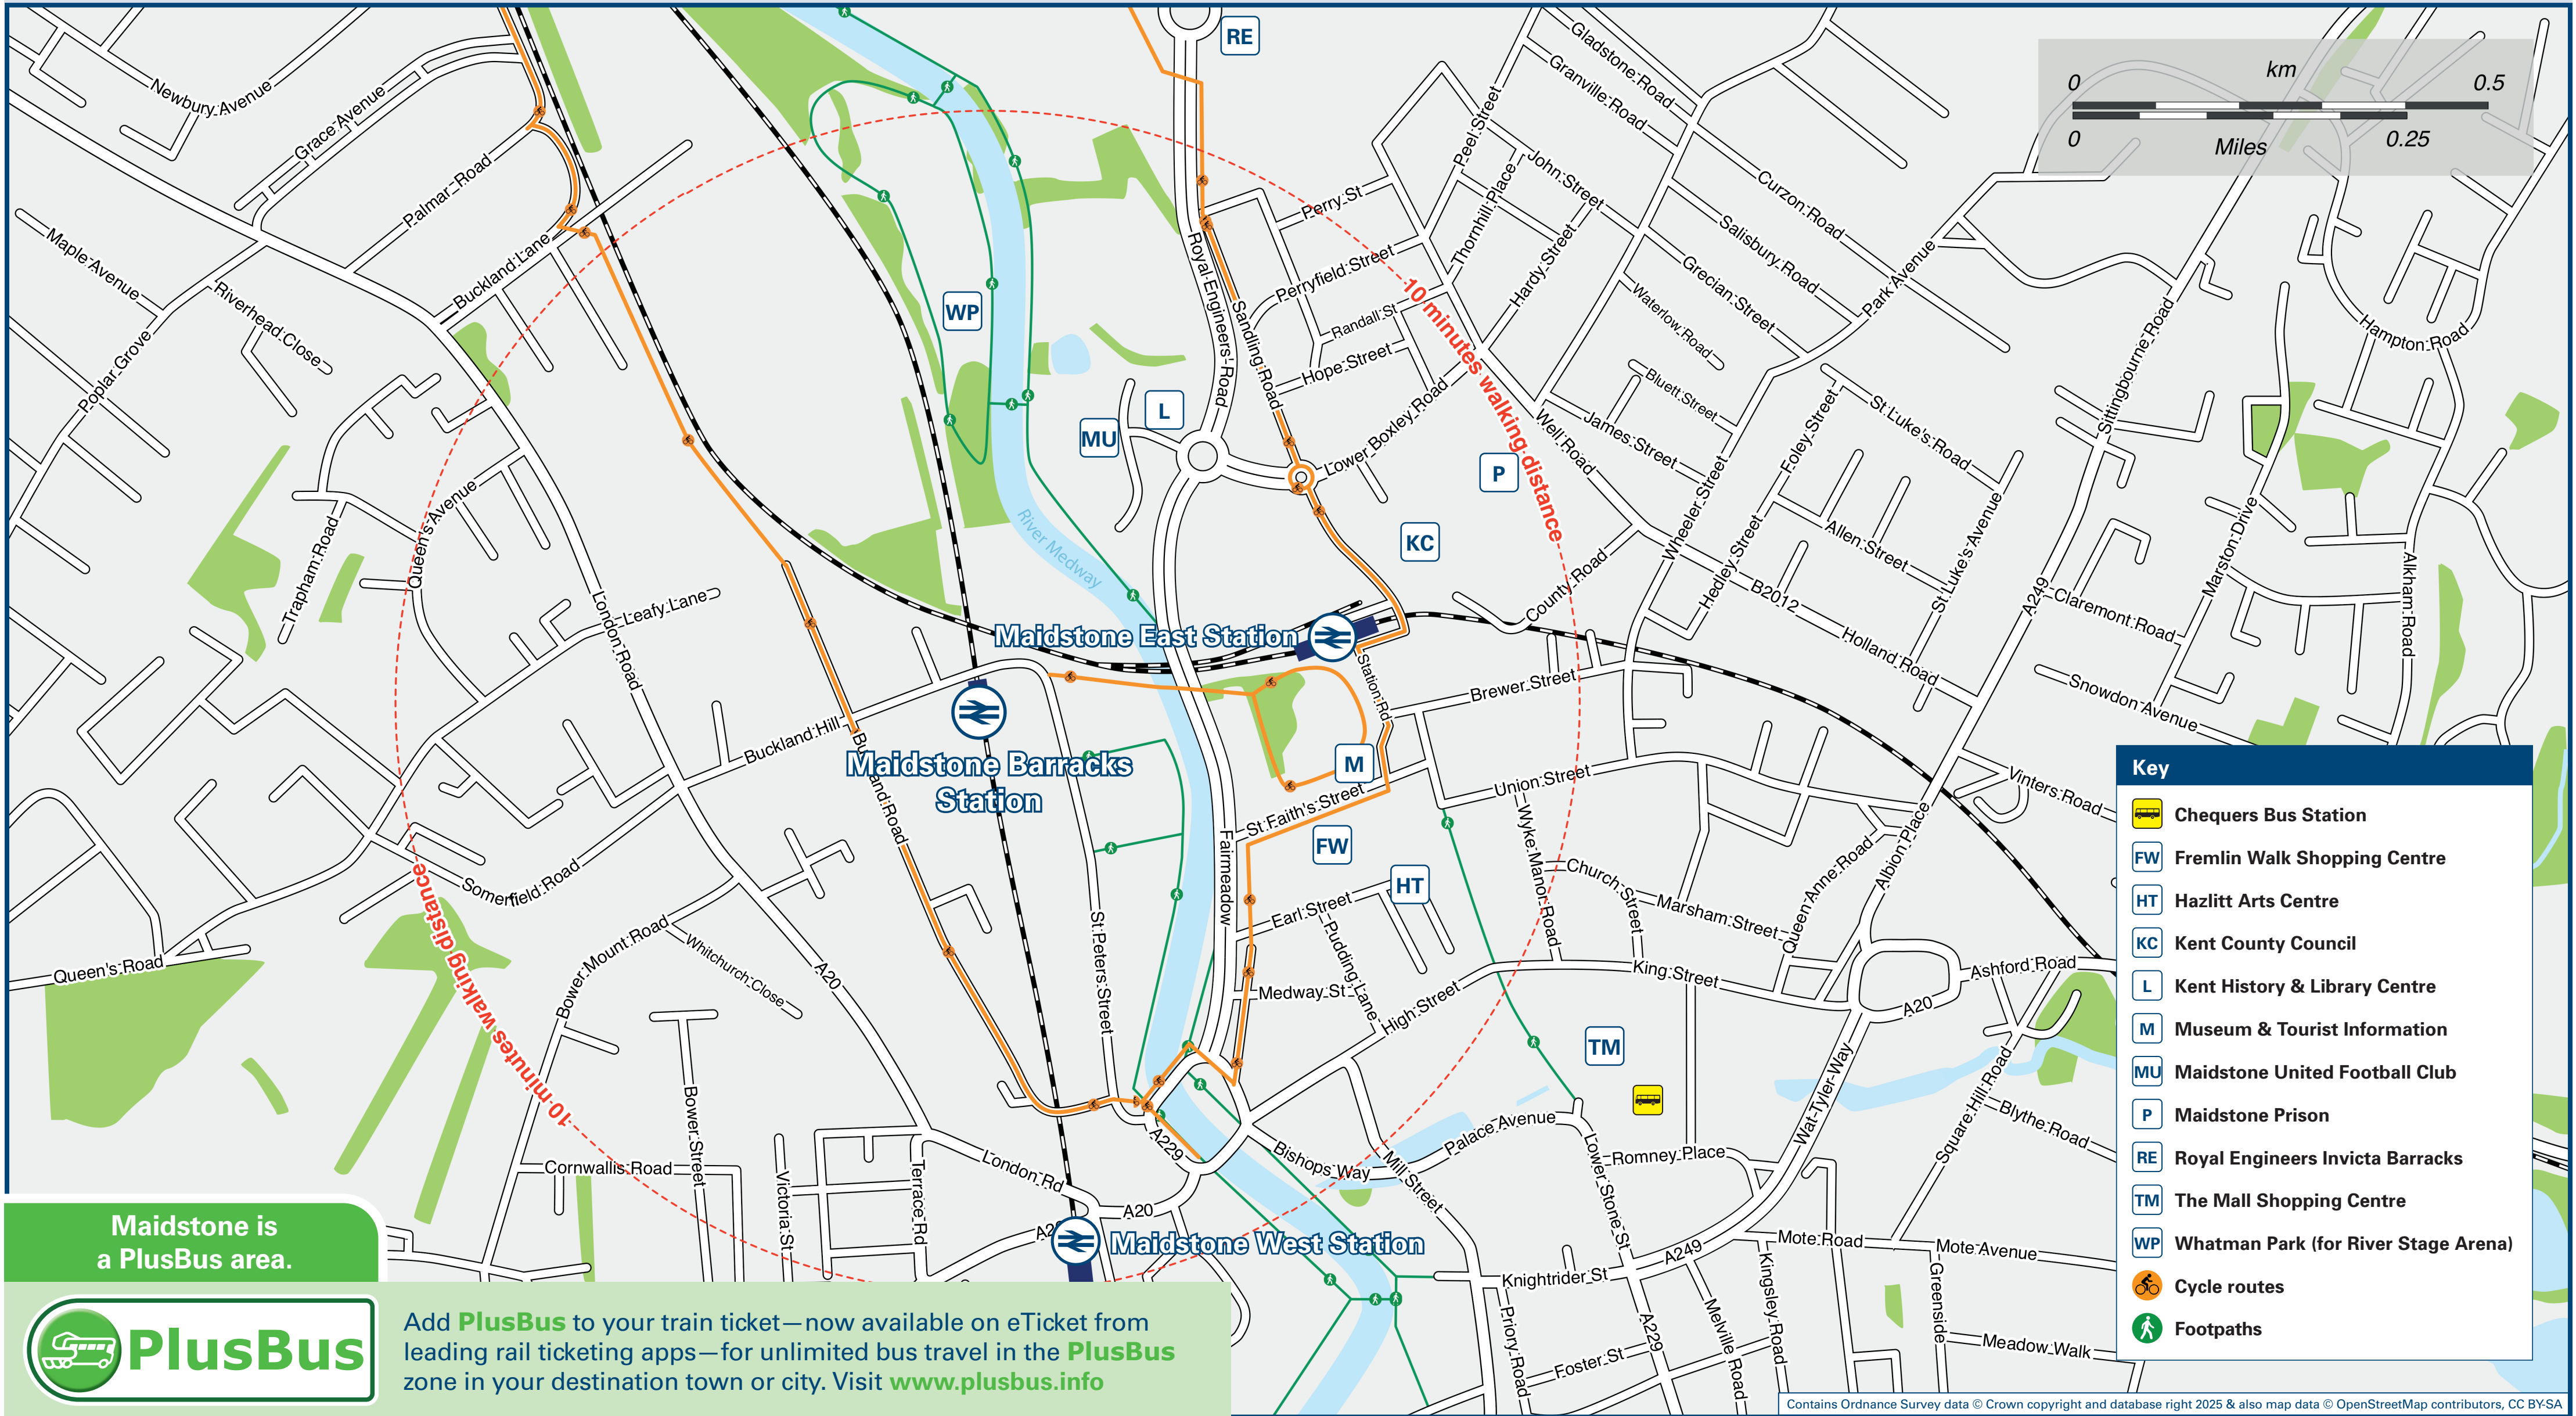 RE
km
0
0.5
0
Miles
0.25
Newbury Avenue
Grace Avenue
Palmar Road
Maple Avenue
Buckland Lane
Riverhead Close
Poplar Grove
WP
Gladstone Road
Granville Road
Peel Street
John Street
Thornhill Place
Curzon Road
Perry St
Salisbury Road
Hardy Street
Perryfield Street
Grecian Street
Park Avenue
Royal Engineers' Road
Sandling Road
Randall St
Waterlow Road
Hope Street
10 minutes walking distance
Sittingbourne Road
Hampton Road
L
MU
Bluett Street
St Luke's Road
Lower Boxley Road
Well Road
James Street
Foley Street
P
Trapham Road
Queen's Avenue
River Medway
KC
Wheeler Street
Hedley Street
Allen Street
St Luke's Avenue
Marston Drive
Alkham Road
London Road
Leafy Lane
County Road
B2012
A249
Claremont Road
Maidstone East Station
Holland Road
Station Rd
Brewer Street
Snowdon Avenue
Buckland Hill
Maidstone Barracks
Station
Buckland Road
M
Union Street
Vinters Road
St Faith's Street
Fairmeadow
FW
Wyke Manor Road
Albion Place
Queen Anne Road
Somerfield Road
HT
Church Street
Marsham Street
Earl Street
Pudding Lane
Bower Mount Road
Whitchurch Close
A20
Queen's Road
10 minutes walking distance
St Peters Street
King Street
Ashford Road
A20
Medway St
High Street
TM
Wat Tyler Way
Square Hill Road
Blythe Road
Bower Street
A229
Palace Avenue
Bishops Way
Mill Street
Lower Stone St
Romney Place
Cornwallis Road
Victoria St
Terrace Rd
London Rd
A20
Maidstone West Station
A249
Mote Road
Mote Avenue
Knightrider St
Kingsley Road
Greenside
Melville Road
Priory Road
A229
Foster St
Meadow Walk
Key
Chequers Bus Station
FW Fremlin Walk Shopping Centre
HT Hazlitt Arts Centre
KC Kent County Council
L Kent History & Library Centre
M Museum & Tourist Information
MU Maidstone United Football Club
P Maidstone Prison
RE Royal Engineers Invicta Barracks
TM The Mall Shopping Centre
WP Whatman Park (for River Stage Arena)
Cycle routes
Footpaths
Maidstone is
a PlusBus area.
PlusBus
Add PlusBus to your train ticket—now available on eTicket from
leading rail ticketing apps—for unlimited bus travel in the PlusBus
zone in your destination town or city. Visit www.plusbus.info
Contains Ordnance Survey data © Crown copyright and database right 2025 & also map data © OpenStreetMap contributors, CC BY-SA